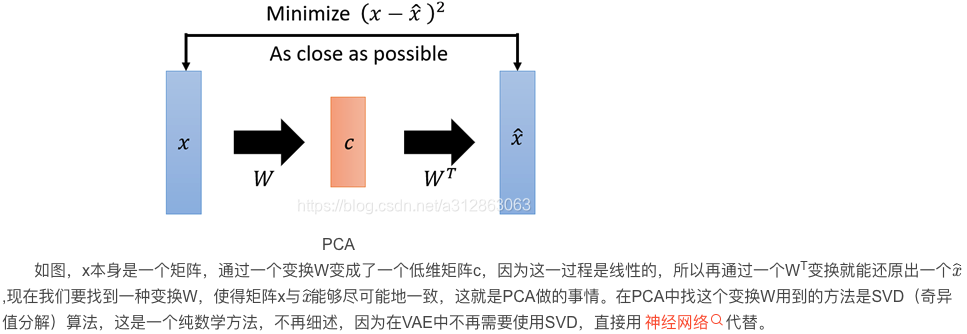 Minimize (x − x̂)²
As close as possible
x
c
x̂
W
Wᵀ
https://blog.csdn.net/a312863063
PCA
如图，x本身是一个矩阵，通过一个变换W变成了一个低维矩阵c，因为这一过程是线性的，所以再通过一个Wᵀ变换就能还原出一个x̂
,现在我们要找到一种变换W，使得矩阵x与x̂能够尽可能地一致，这就是PCA做的事情。在PCA中找这个变换W用到的方法是SVD（奇异
值分解）算法，这是一个纯数学方法，不再细述，因为在VAE中不再需要使用SVD，直接用 神经网络 代替。